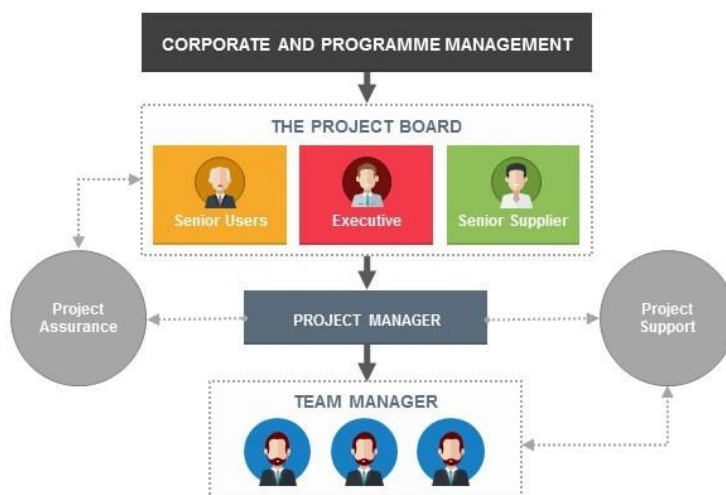 CORPORATE AND PROGRAMME MANAGEMENT
THE PROJECT BOARD
Senior Users
Executive
Senior Supplier
Project
Assurance
PROJECT MANAGER
Project
Support
TEAM MANAGER